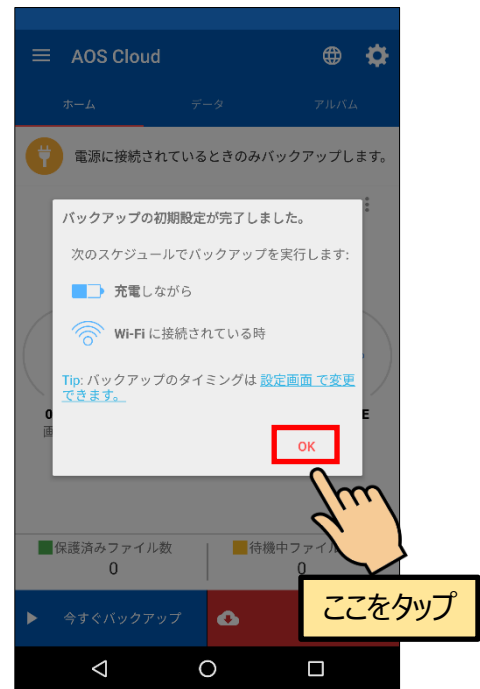 AOS Cloud
ホーム
データ
アルバム
電源に接続されているときのみバックアップします。
バックアップの初期設定が完了しました。
次のスケジュールでバックアップを実行します:
充電しながら
Wi-Fi に接続されている時
Tip: バックアップのタイミングは 設定画面 で変更
できます。
OK
0
E
保護済みファイル数
0
待機中ファイル
0
今すぐバックアップ
ここをタップ